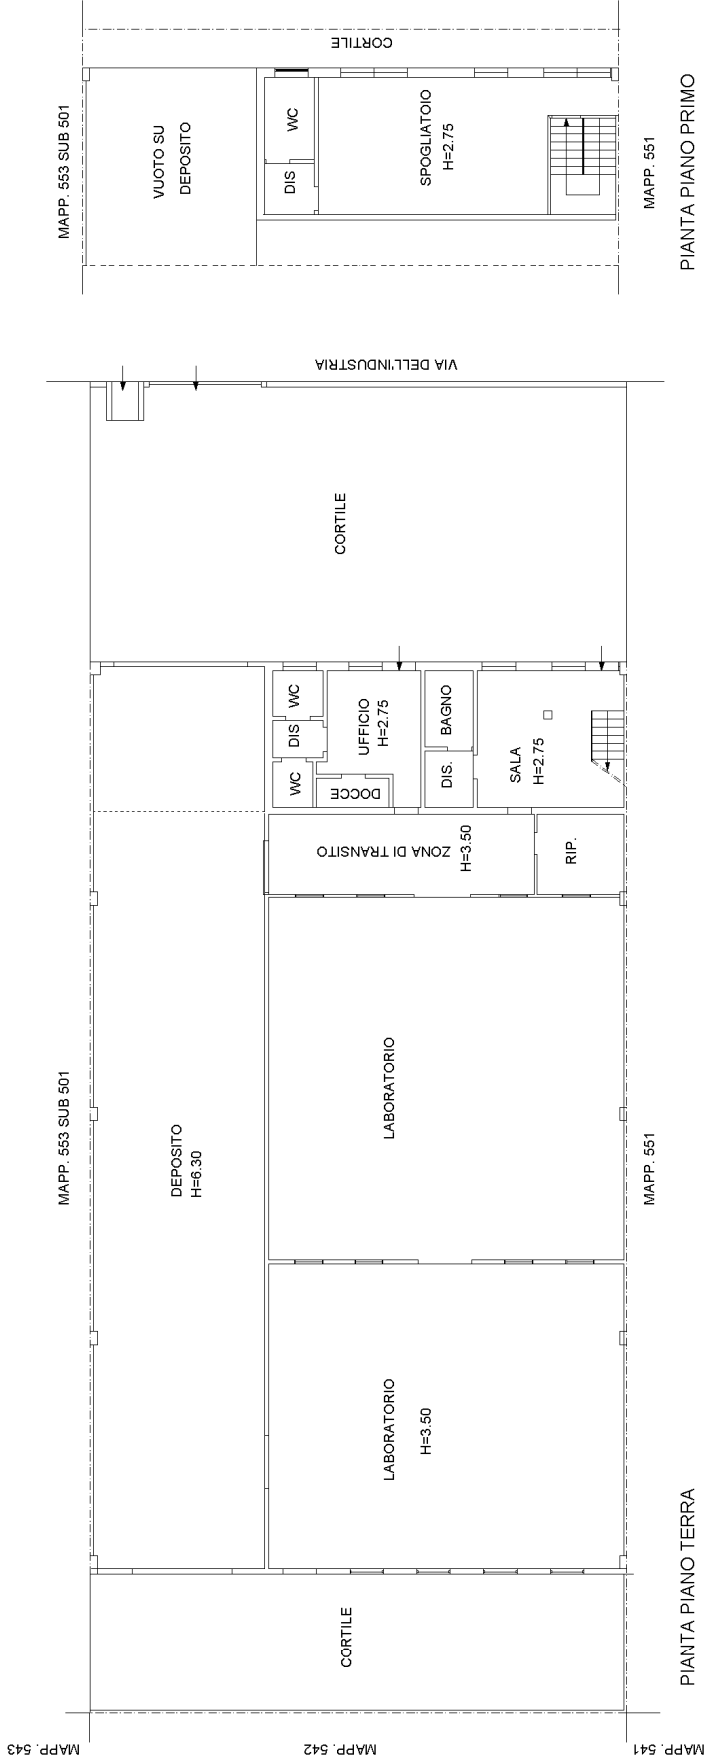 CORTILE
MAPP. 553 SUB 501
VUOTO SU
DEPOSITO
WC
DIS
SPOGLIATOIO
H=2.75
MAPP. 551
PIANTA PIANO PRIMO
VIA DELL'INDUSTRIA
CORTILE
WC
DIS
WC
UFFICIO
H=2.75
DOCCE
BAGNO
DIS.
SALA
H=2.75
ZONA DI TRANSITO
H=3.50
RIP.
MAPP. 553 SUB 501
DEPOSITO
H=6.30
LABORATORIO
MAPP. 551
LABORATORIO
H=3.50
CORTILE
PIANTA PIANO TERRA
MAPP. 543
MAPP. 542
MAPP. 541